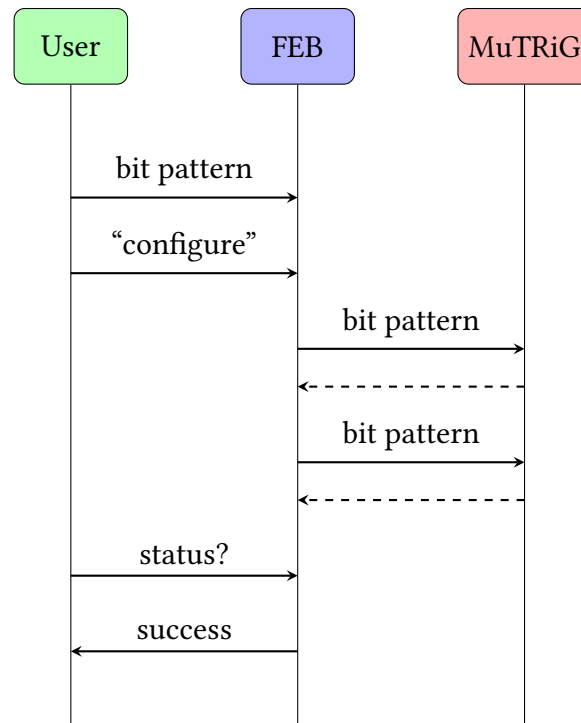 User
FEB
MuTRiG
bit pattern
“configure”
bit pattern
bit pattern
status?
success